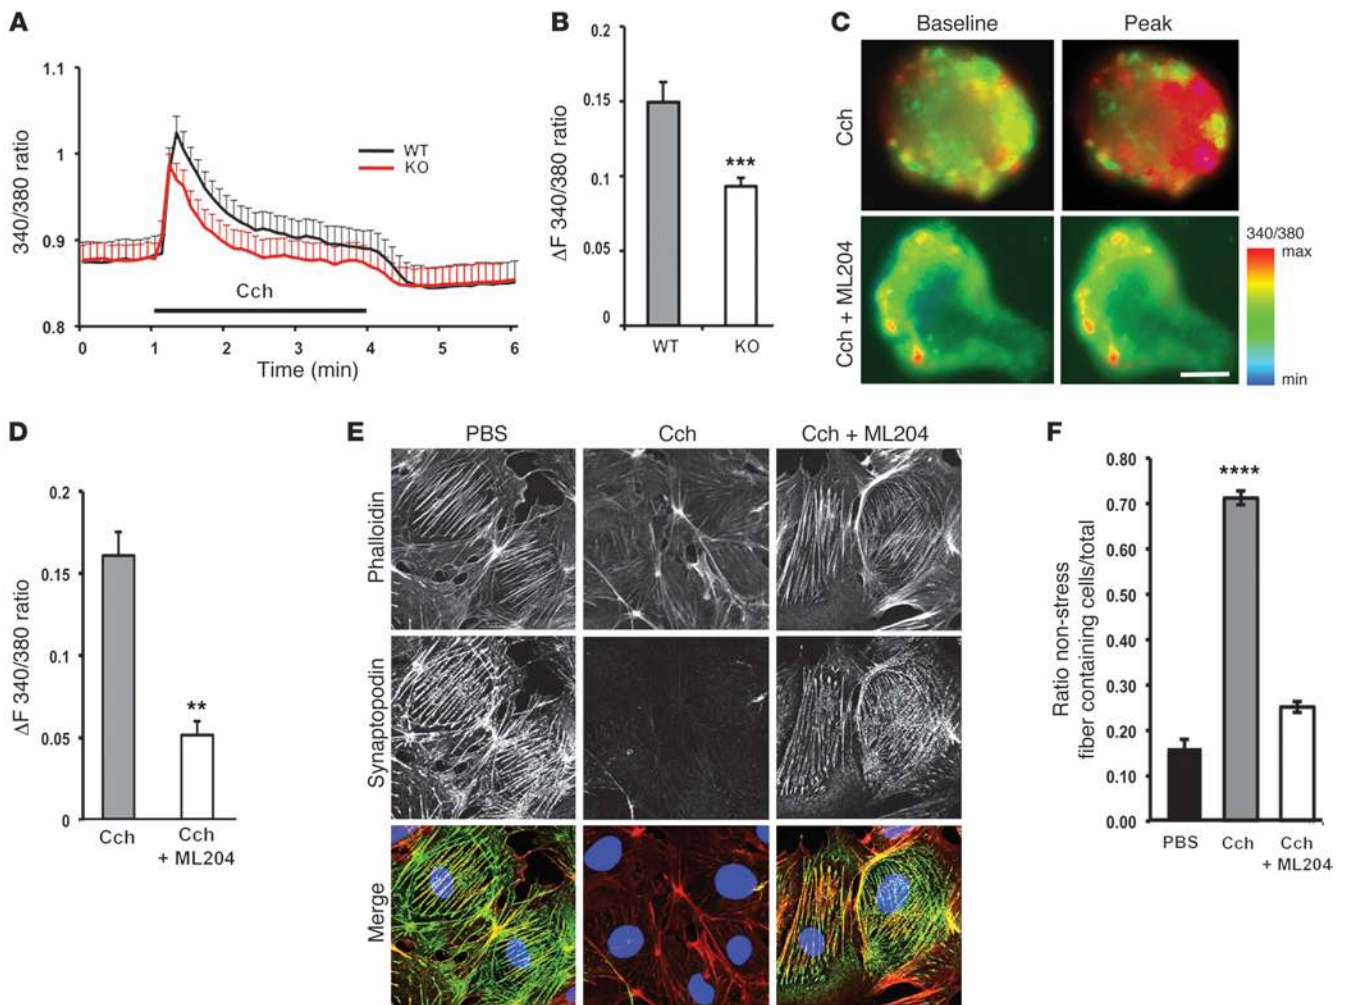 A
1.1
1
0.9
0.8
340/380 ratio
WT
KO
Cch
0 1 2 3 4 5 6
Time (min)
B
0.2
0.15
0.1
0.05
0
ΔF 340/380 ratio
***
WT KO
C
Baseline Peak
Cch
Cch + ML204
340/380
max
min
D
0.2
0.15
0.1
0.05
0
ΔF 340/380 ratio
**
Cch Cch
+ ML204
E
PBS Cch Cch + ML204
Phalloidin
Synaptopodin
Merge
F
0.80
0.70
0.60
0.50
0.40
0.30
0.20
0.10
0.00
Ratio non-stress
fiber containing cells/total
****
PBS Cch Cch
+ ML204